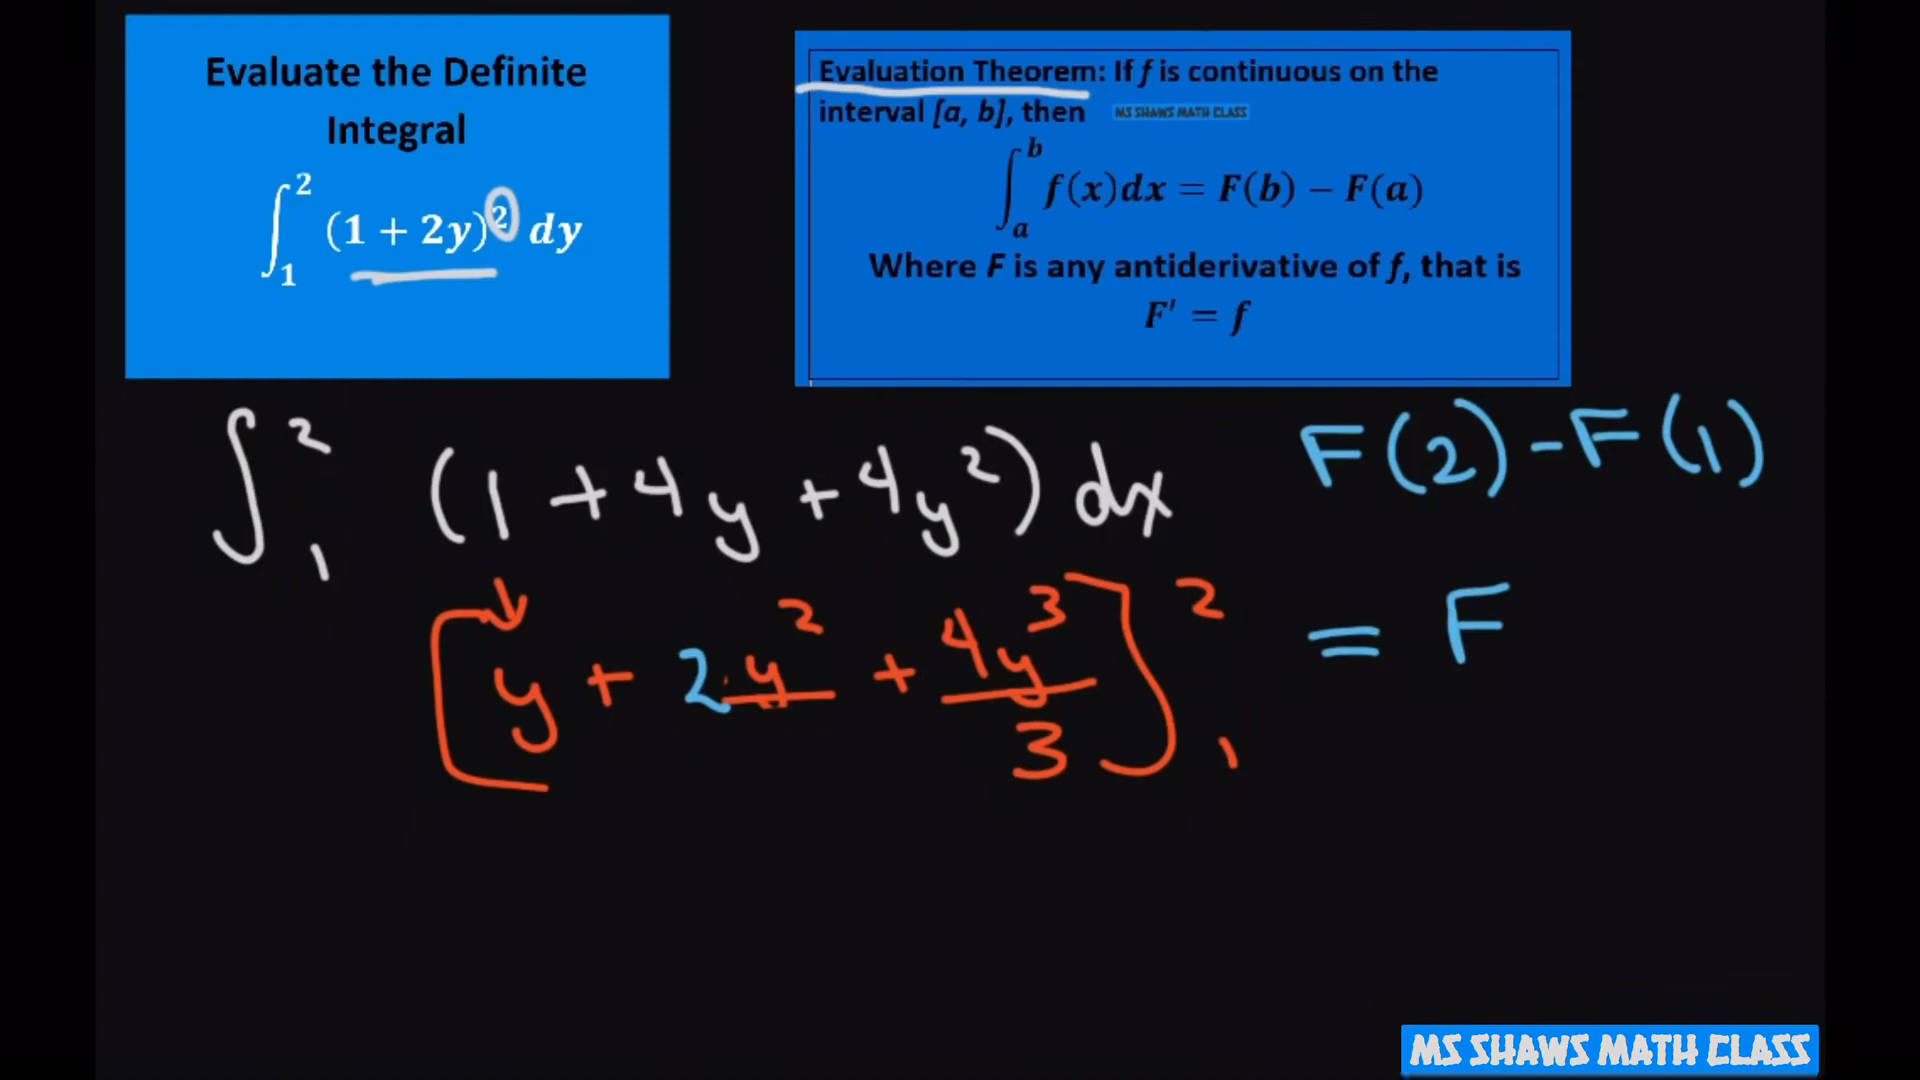 Evaluate the Definite
Integral
∫₁² (1 + 2y)² dy
Evaluation Theorem: If f is continuous on the
interval [a, b], then MS SHAWS MATH CLASS
∫ₐᵇ f(x)dx = F(b) − F(a)
Where F is any antiderivative of f, that is
F′ = f
∫₁² (1 + 4y + 4y²) dx F(2) − F(1)
[y + 2y² + 4y³/3]₁² = F
MS SHAWS MATH CLASS